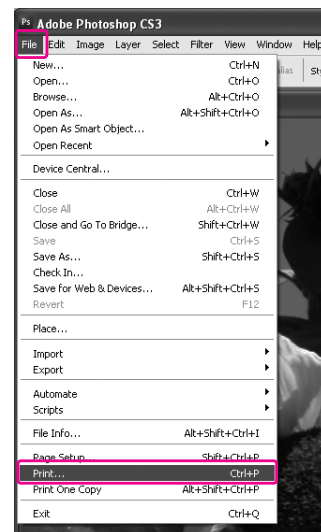 Ps Adobe Photoshop CS3
File Edit Image Layer Select Filter View Window Help
New... Ctrl+N
Open... Ctrl+O
Browse... Alt+Ctrl+O
Open As... Alt+Shift+Ctrl+O
Open As Smart Object...
Open Recent
Device Central...
Close Ctrl+W
Close All Alt+Ctrl+W
Close and Go To Bridge... Shift+Ctrl+W
Save Ctrl+S
Save As... Shift+Ctrl+S
Check In...
Save for Web & Devices... Alt+Shift+Ctrl+S
Revert F12
Place...
Import
Export
Automate
Scripts
File Info... Alt+Shift+Ctrl+I
Page Setup... Shift+Ctrl+P
Print... Ctrl+P
Print One Copy Alt+Shift+Ctrl+P
Exit Ctrl+Q